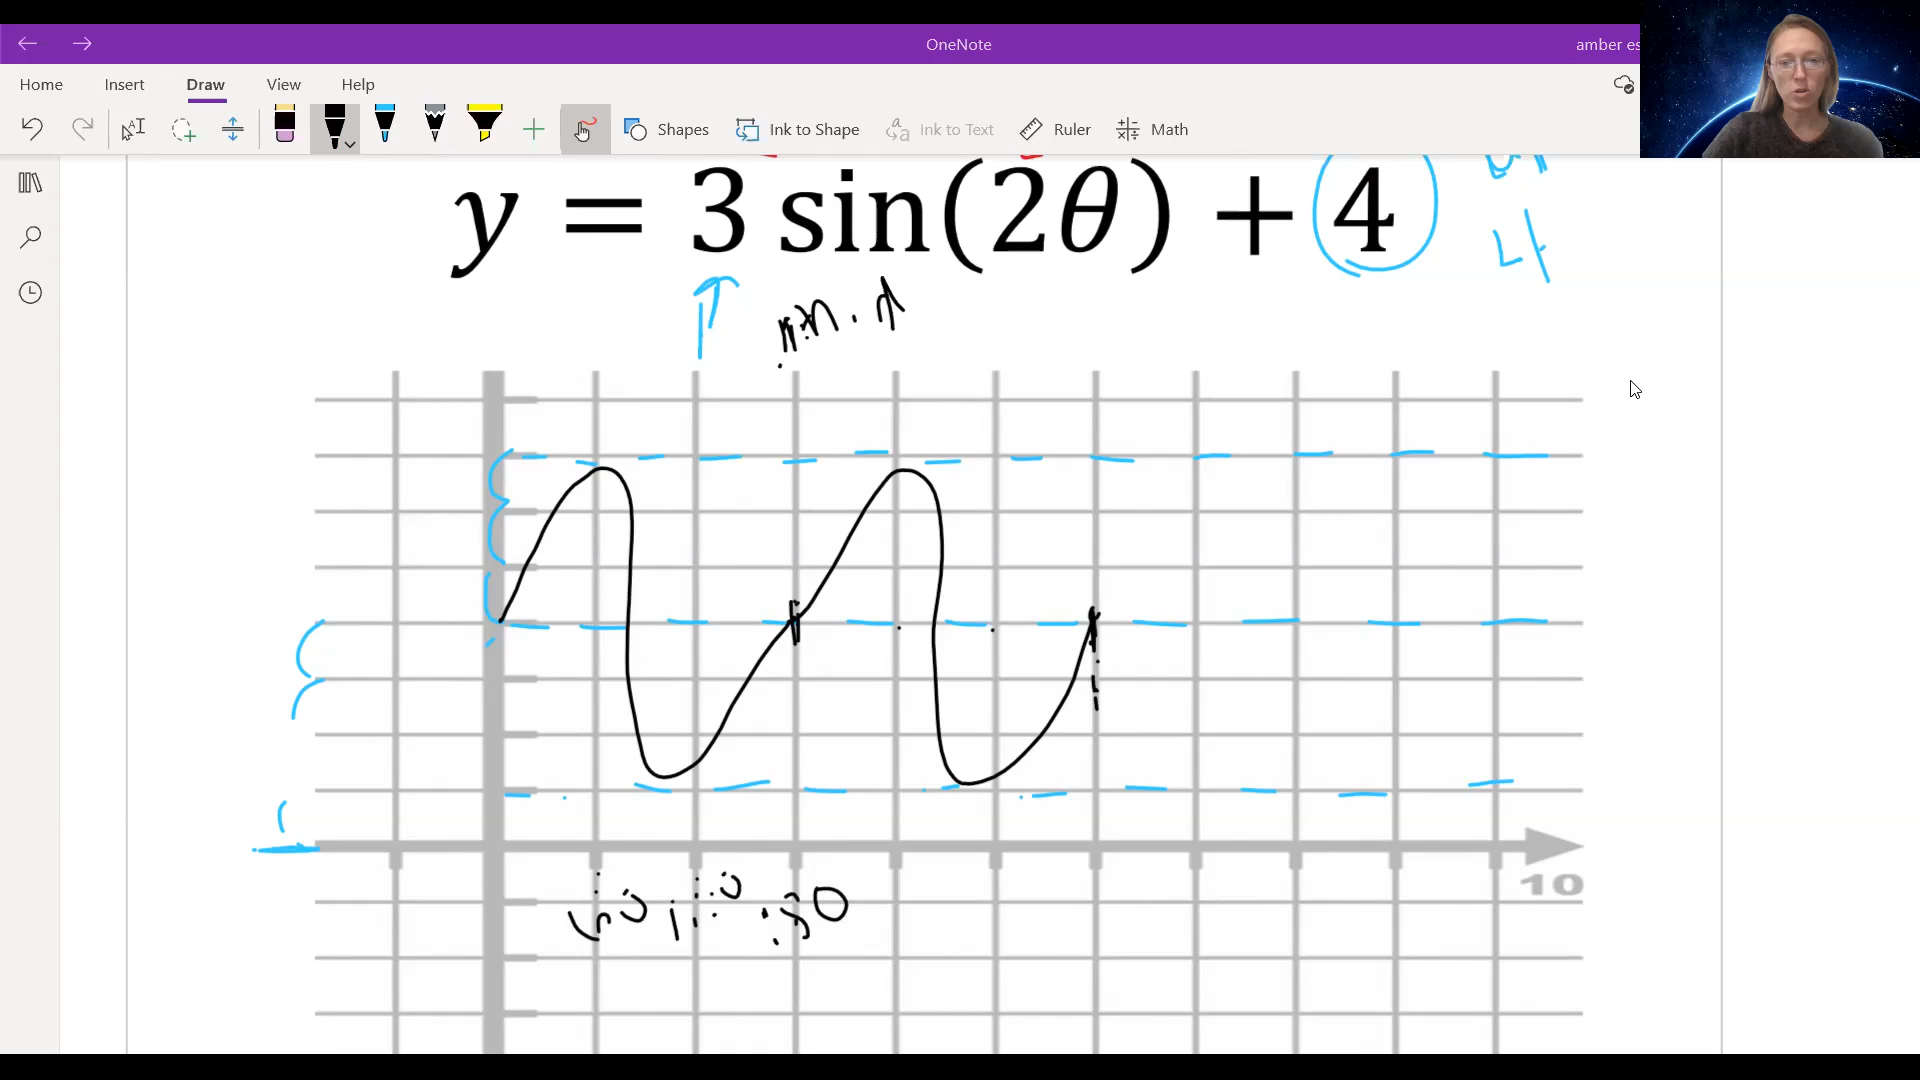 OneNote
amber es
Home Insert Draw View Help
Shapes Ink to Shape Ink to Text Ruler Math
y = 3 sin(2θ) + 4
4
10